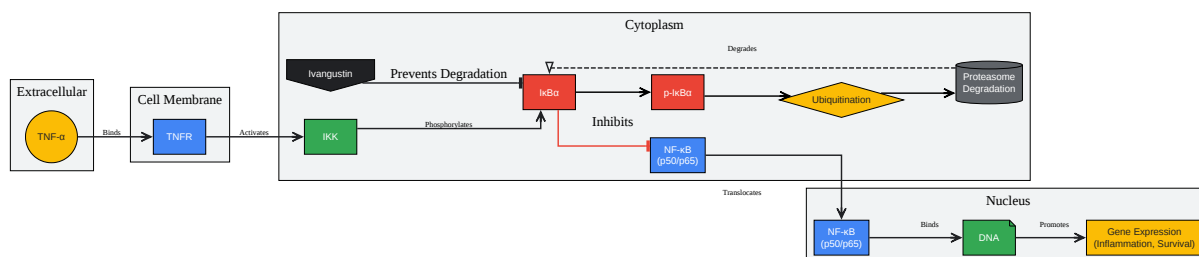 Cytoplasm
Degrades
Ivangustin
Prevents Degradation
IκBα
p-IκBα
Ubiquitination
Proteasome
Degradation
Extracellular
TNF-α
Binds
Cell Membrane
TNFR
Activates
IKK
Phosphorylates
Inhibits
NF-κB
(p50/p65)
Translocates
Nucleus
NF-κB
(p50/p65)
Binds
DNA
Promotes
Gene Expression
(Inflammation, Survival)